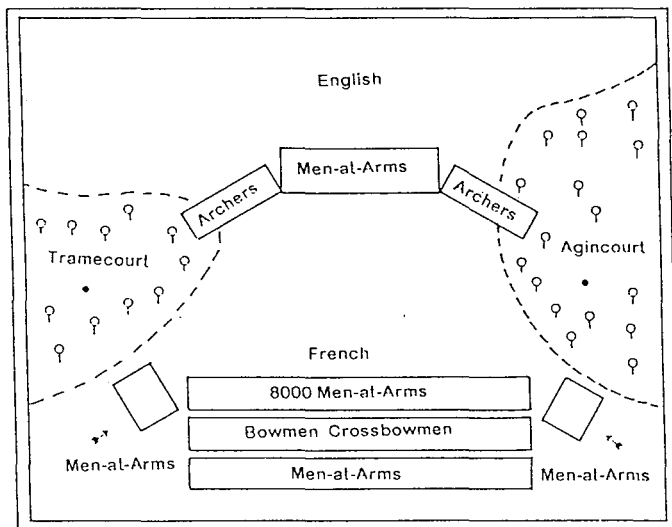 English
Men-at-Arms
Archers
Archers
Tramecourt
Agincourt
French
8000 Men-at-Arms
Bowmen Crossbowmen
Men-at-Arms
Men-at-Arms
Men-at-Arms